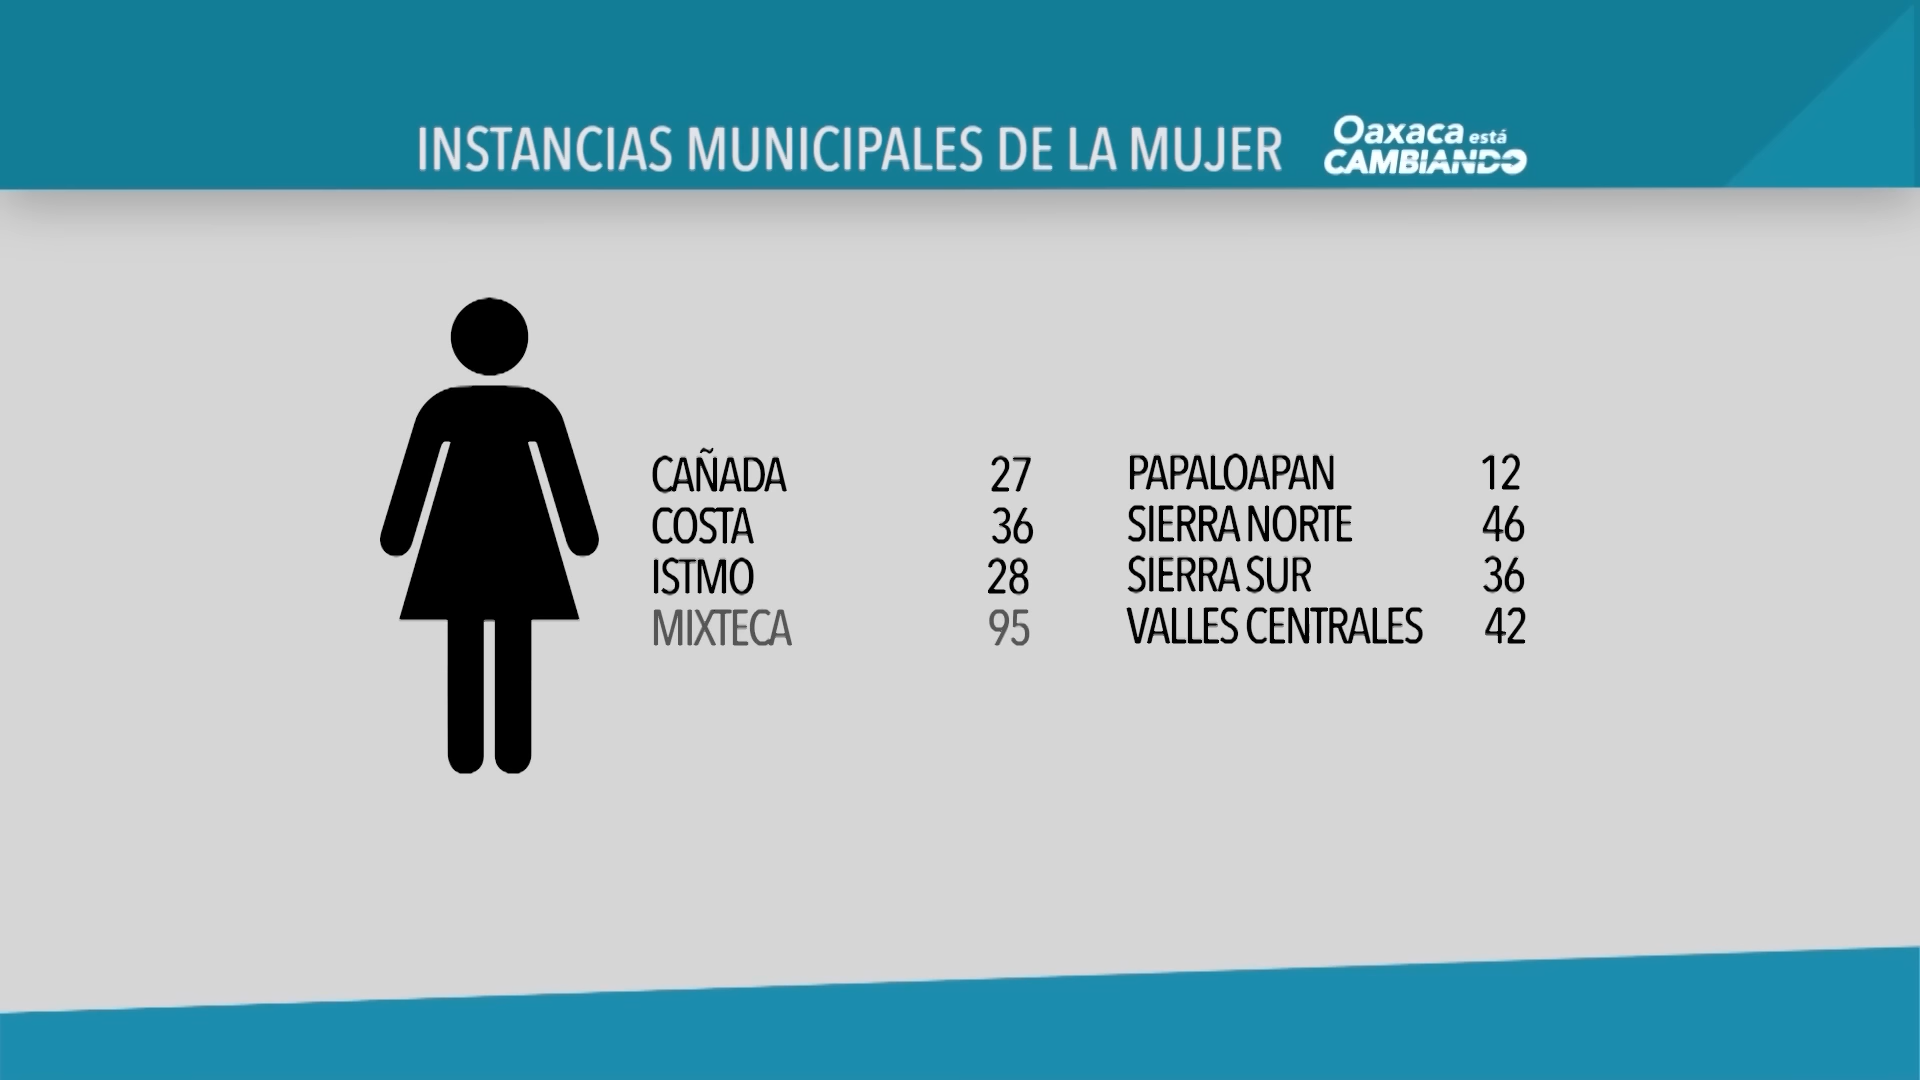 INSTANCIAS MUNICIPALES DE LA MUJER
Oaxaca está
CAMBIANDO
CAÑADA 27
COSTA 36
ISTMO 28
MIXTECA 95
PAPALOAPAN 12
SIERRA NORTE 46
SIERRA SUR 36
VALLES CENTRALES 42